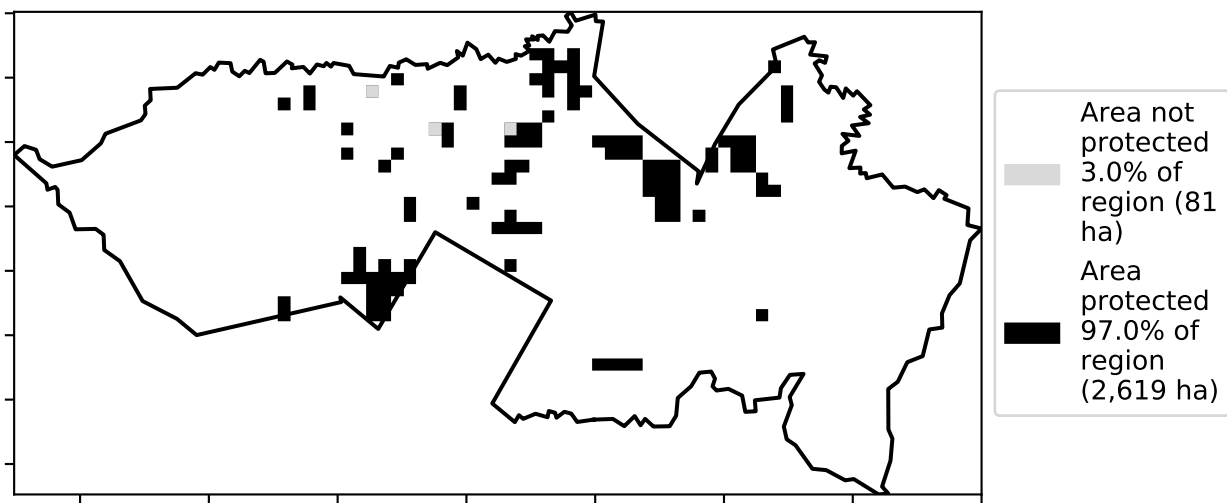 Area not
protected
3.0% of
region (81
ha)
Area
protected
97.0% of
region
(2,619 ha)